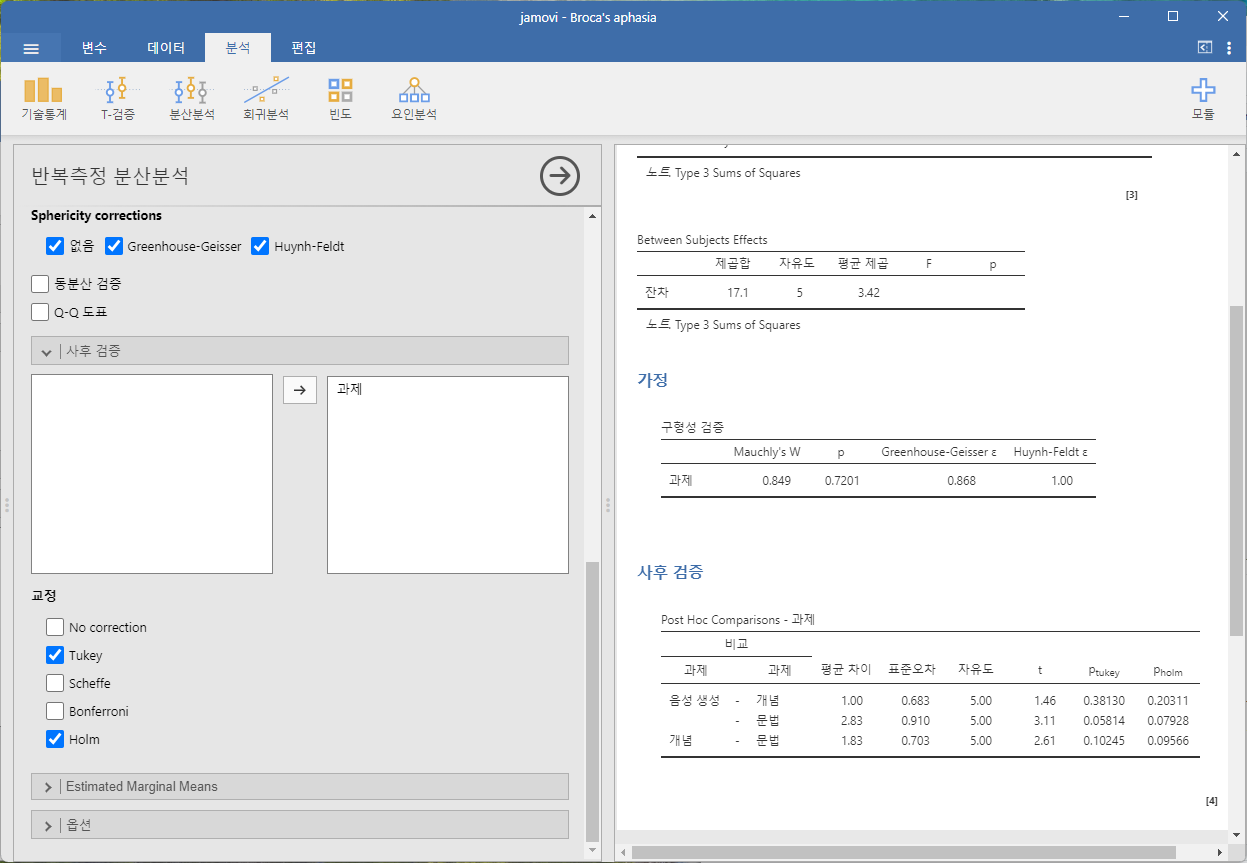 jamovi - Broca's aphasia
변수 데이터 분석 편집
기술통계 T-검증 분산분석 회귀분석 빈도 요인분석 모듈
반복측정 분산분석
Sphericity corrections
없음 Greenhouse-Geisser Huynh-Feldt
동분산 검증
Q-Q 도표
사후 검증
과제
교정
No correction
Tukey
Scheffe
Bonferroni
Holm
Estimated Marginal Means
옵션
노트. Type 3 Sums of Squares
[3]
Between Subjects Effects
제곱합 자유도 평균 제곱 F p
잔차 17.1 5 3.42
노트. Type 3 Sums of Squares
가정
구형성 검증
Mauchly's W p Greenhouse-Geisser ε Huynh-Feldt ε
과제 0.849 0.7201 0.868 1.00
사후 검증
Post Hoc Comparisons - 과제
비교
과제 과제 평균 차이 표준오차 자유도 t ptukey pholm
음성 생성 - 개념 1.00 0.683 5.00 1.46 0.38130 0.20311
- 문법 2.83 0.910 5.00 3.11 0.05814 0.07928
개념 - 문법 1.83 0.703 5.00 2.61 0.10245 0.09566
[4]